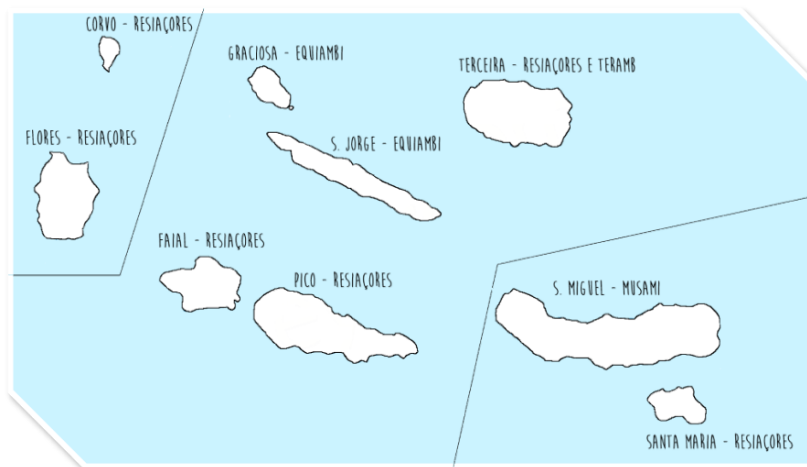 CORVO - RESIAÇORES
GRACIOSA - EQUIAMBI
TERCEIRA - RESIAÇORES E TERAMB
FLORES - RESIAÇORES
S. JORGE - EQUIAMBI
FAIAL - RESIAÇORES
PICO - RESIAÇORES
S. MIGUEL - MUSAMI
SANTA MARIA - RESIAÇORES